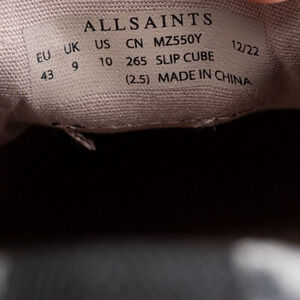 ALLSAINTS
EU UK US CN MZ550Y 12/22
43 9 10 265 SLIP CUBE
(2.5) MADE IN CHINA